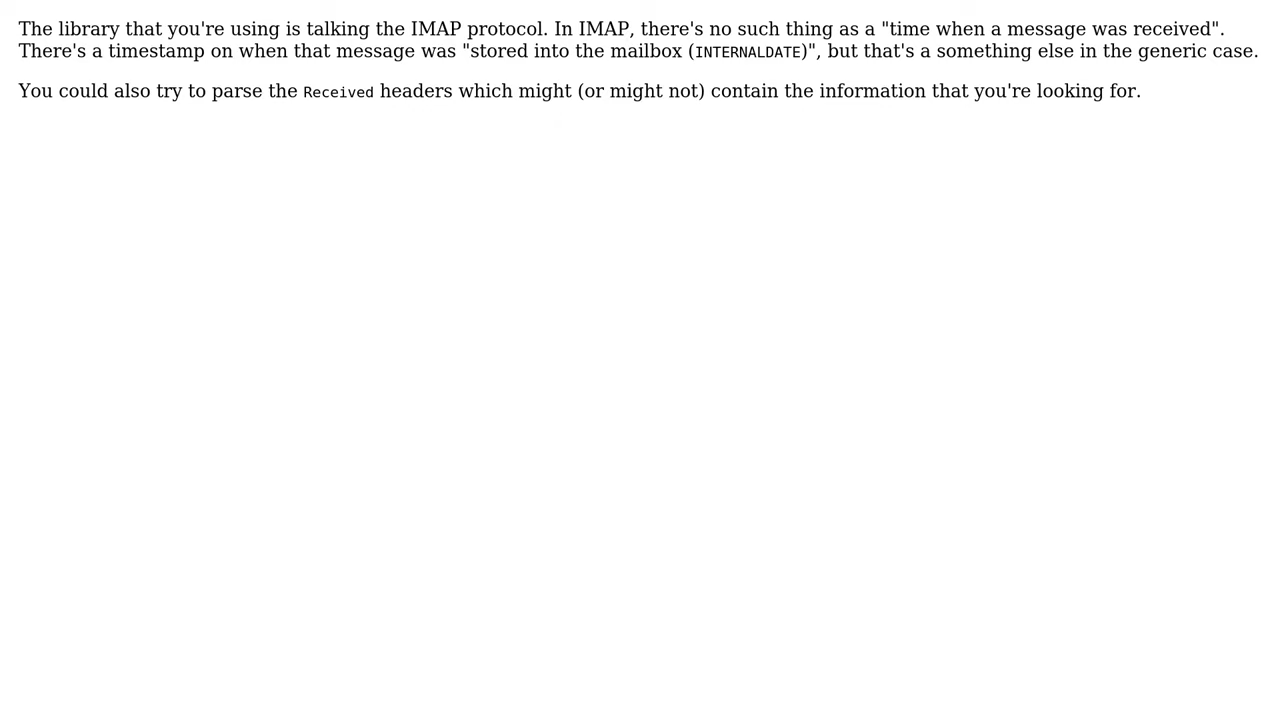 The library that you're using is talking the IMAP protocol. In IMAP, there's no such thing as a "time when a message was received".
There's a timestamp on when that message was "stored into the mailbox (INTERNALDATE)", but that's a something else in the generic case.
You could also try to parse the Received headers which might (or might not) contain the information that you're looking for.